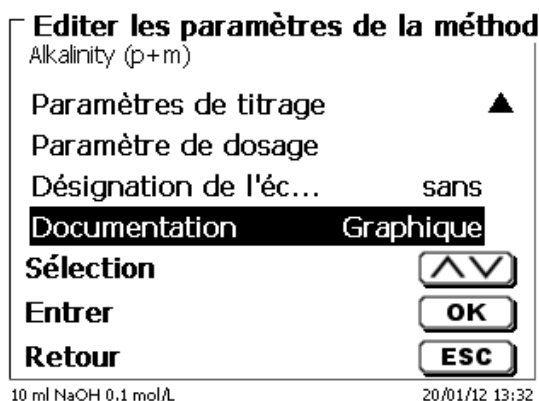 Editer les paramètres de la méthod
Alkalinity (p+m)
Paramètres de titrage
Paramètre de dosage
Désignation de l'éc... sans
Documentation Graphique
Sélection
Entrer OK
Retour ESC
10 ml NaOH 0.1 mol/L 20/01/12 13:32